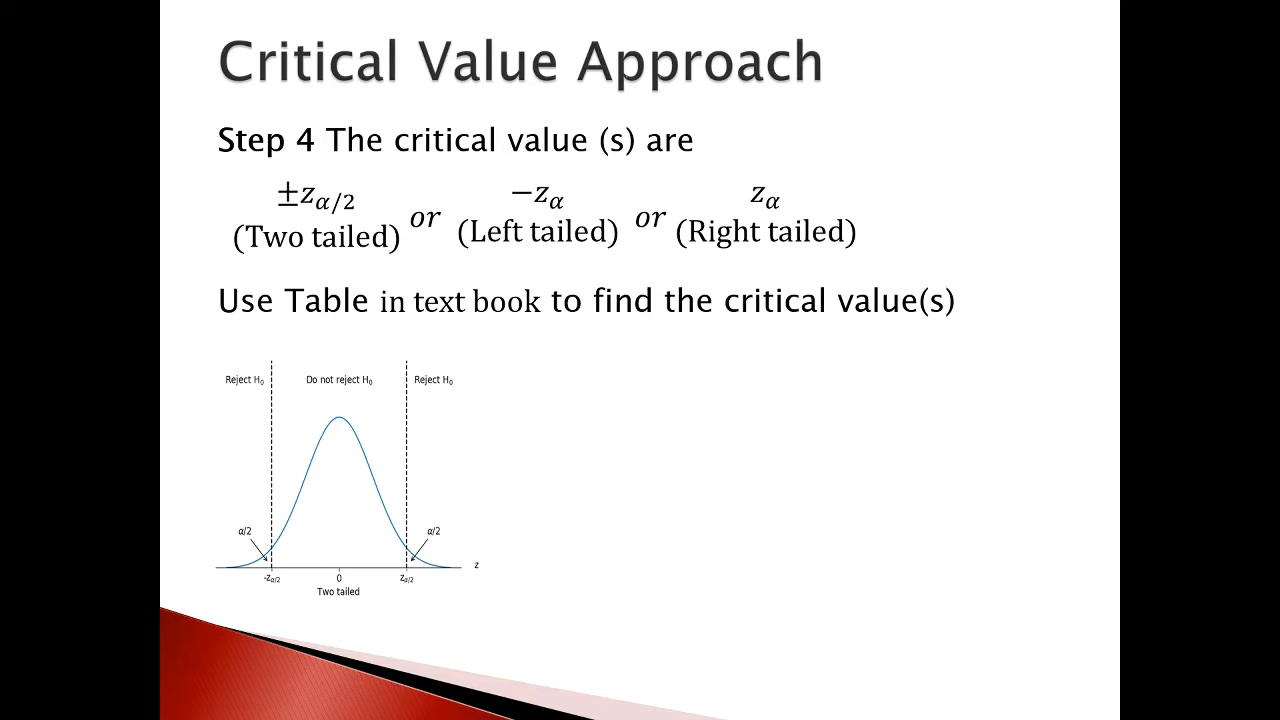 Critical Value Approach
Step 4 The critical value (s) are
±z_{α/2} or −z_α or z_α
(Two tailed) (Left tailed) (Right tailed)
Use Table in text book to find the critical value(s)
Reject H₀ Do not reject H₀ Reject H₀
α/2 α/2
z
-z_{α/2} 0 z_{α/2}
Two tailed